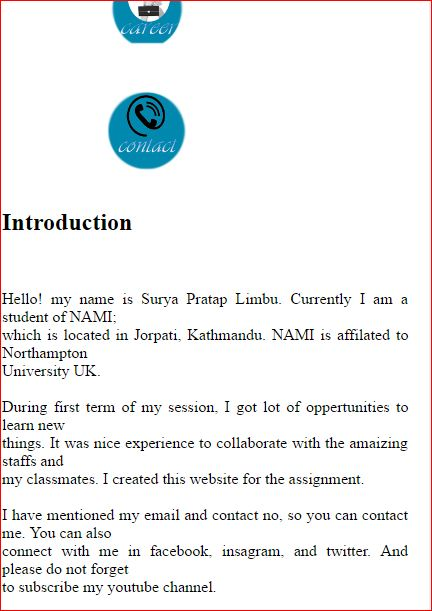 career
contact
Introduction
Hello! my name is Surya Pratap Limbu. Currently I am a
student of NAMI;
which is located in Jorpati, Kathmandu. NAMI is affilated to
Northampton
University UK.
During first term of my session, I got lot of oppertunities to
learn new
things. It was nice experience to collaborate with the amaizing
staffs and
my classmates. I created this website for the assignment.
I have mentioned my email and contact no, so you can contact
me. You can also
connect with me in facebook, insagram, and twitter. And
please do not forget
to subscribe my youtube channel.